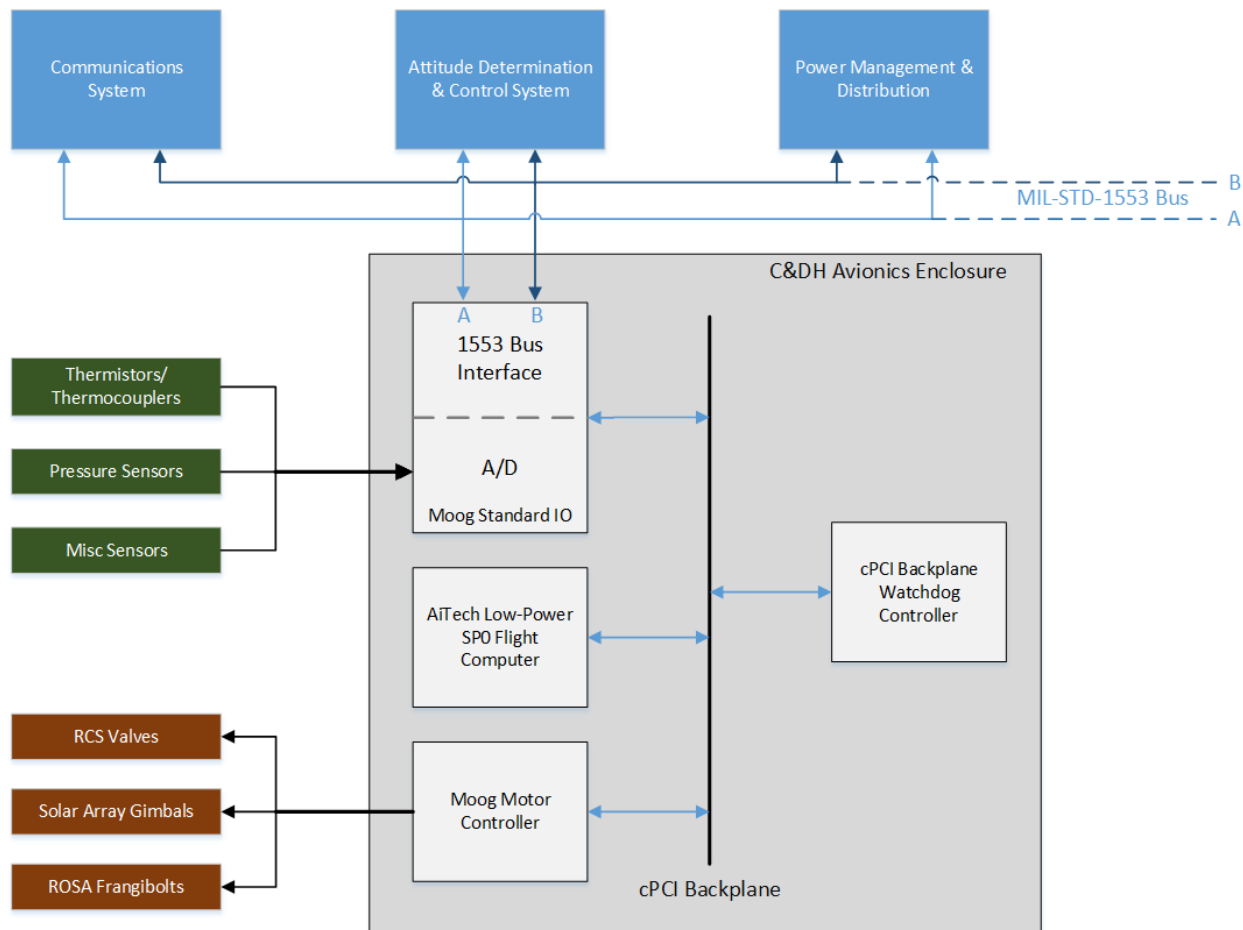 Communications
System
Attitude Determination
& Control System
Power Management &
Distribution
B
MIL-STD-1553 Bus
A
C&DH Avionics Enclosure
A
B
1553 Bus
Interface
Thermistors/
Thermocouplers
Pressure Sensors
A/D
Moog Standard IO
Misc Sensors
cPCI Backplane
Watchdog
Controller
AiTech Low-Power
SP0 Flight
Computer
RCS Valves
Solar Array Gimbals
Moog Motor
Controller
ROSA Frangibolts
cPCI Backplane